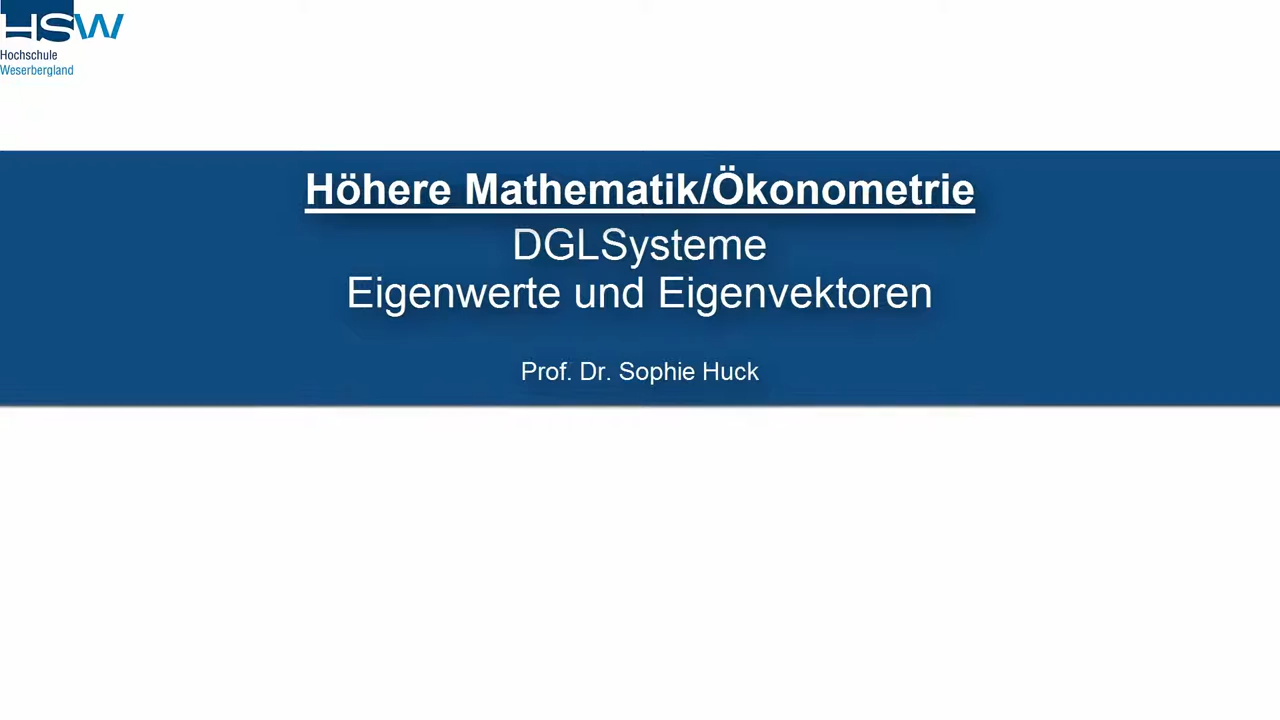 HSW
Hochschule
Weserbergland
Höhere Mathematik/Ökonometrie
DGLSysteme
Eigenwerte und Eigenvektoren
Prof. Dr. Sophie Huck